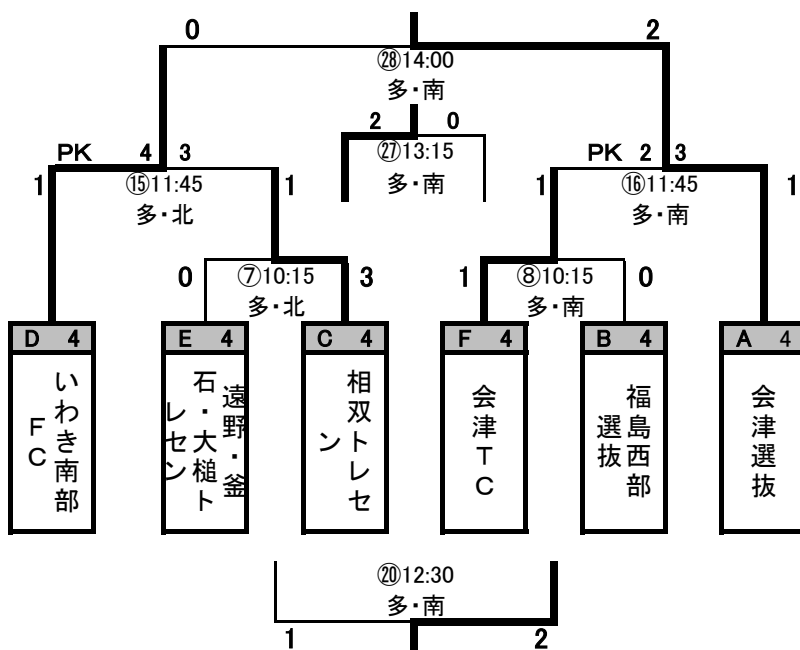 0 2
㉘14:00
多・南
2 0
㉗13:15
多・南
PK 4 3
1 ⑮11:45 1
多・北
PK 2 3
1 ⑯11:45 1
多・南
0 ⑦10:15 3
多・北
1 ⑧10:15 0
多・南
D 4
いわき南部
FC
E 4
遠野・釜
石・大槌ト
レセン
C 4
相双トレセ
ン
F 4
会津TC
B 4
福島西部
選抜
A 4
会津選抜
⑳12:30
多・南
1 2